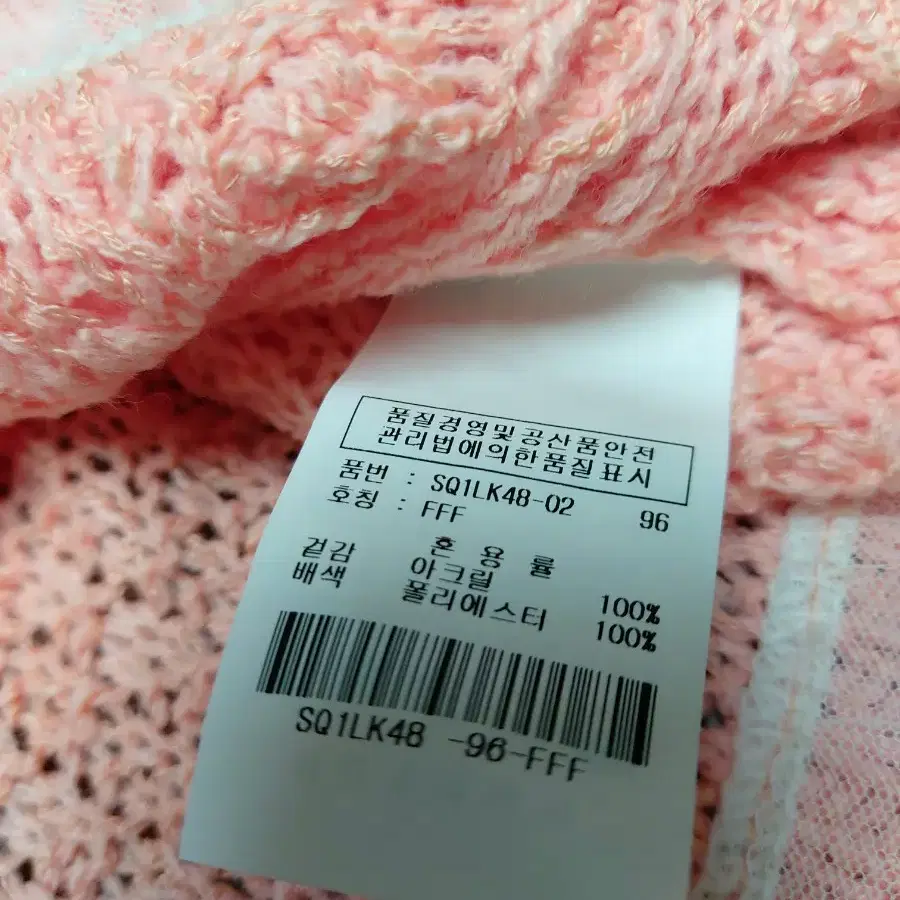 품질경영및공산품안전
관리법에의한품질표시
품번 : SQ1LK48-02 96
호칭 : FFF
혼 용 률
겉감 아크릴 100%
배색 폴리에스터 100%
SQ1LK48 -96-FFF